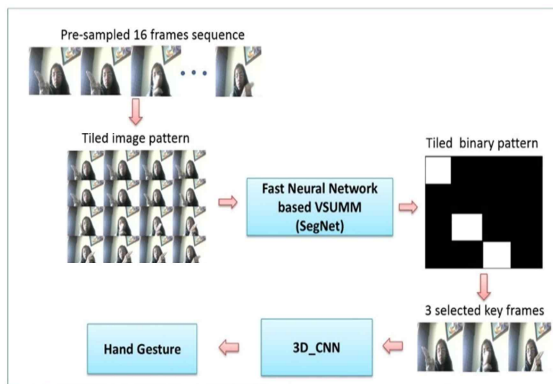 Pre-sampled 16 frames sequence
Tiled image pattern
Tiled binary pattern
Fast Neural Network
based VSUMM
(SegNet)
3 selected key frames
3D_CNN
Hand Gesture